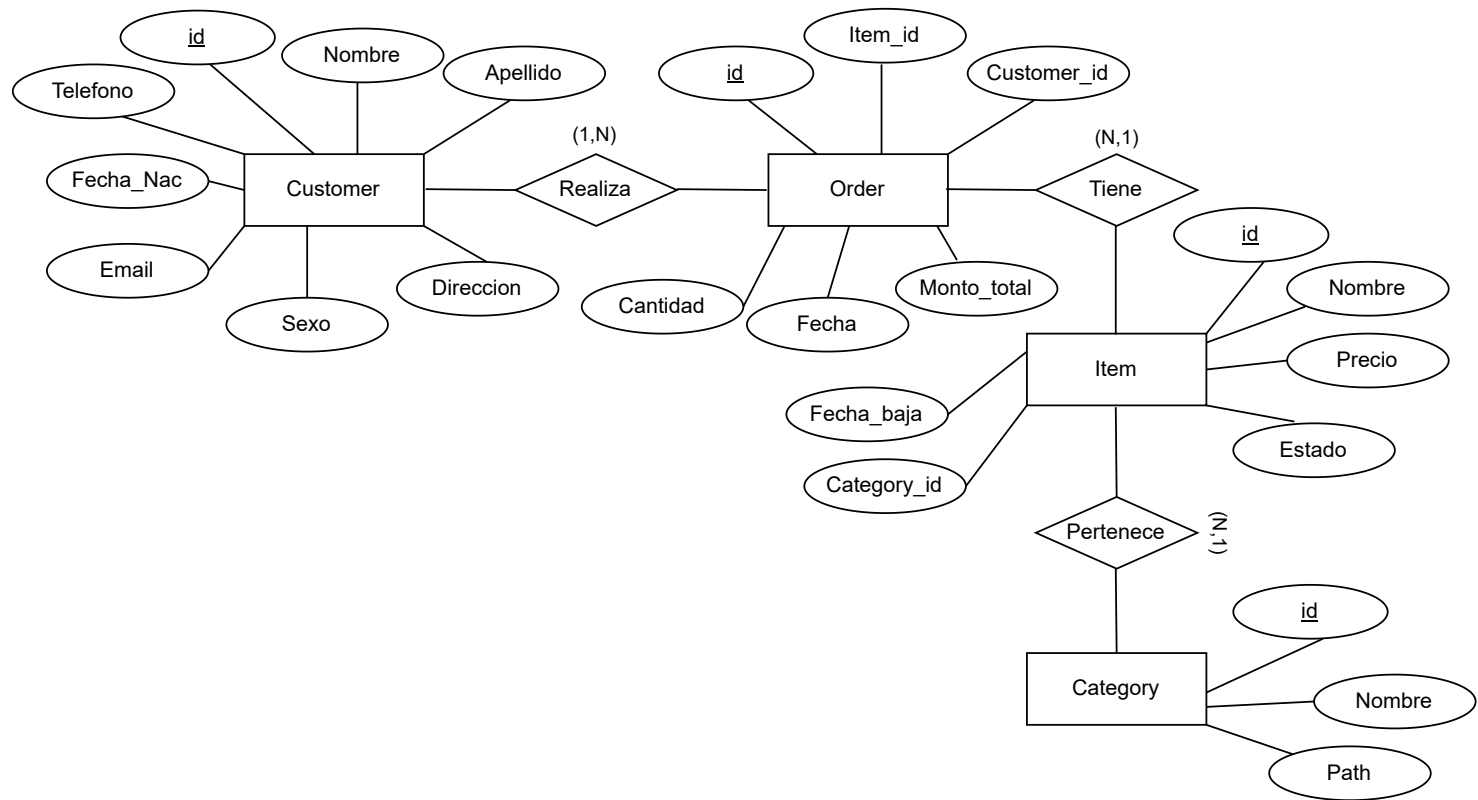 id
Nombre
Apellido
Telefono
Fecha_Nac
Customer
Email
Sexo
Direccion
(1,N)
Realiza
id
Item_id
Customer_id
Order
Cantidad
Fecha
Monto_total
(N,1)
Tiene
id
Nombre
Precio
Item
Estado
Fecha_baja
Category_id
Pertenece
(N,1)
id
Category
Nombre
Path